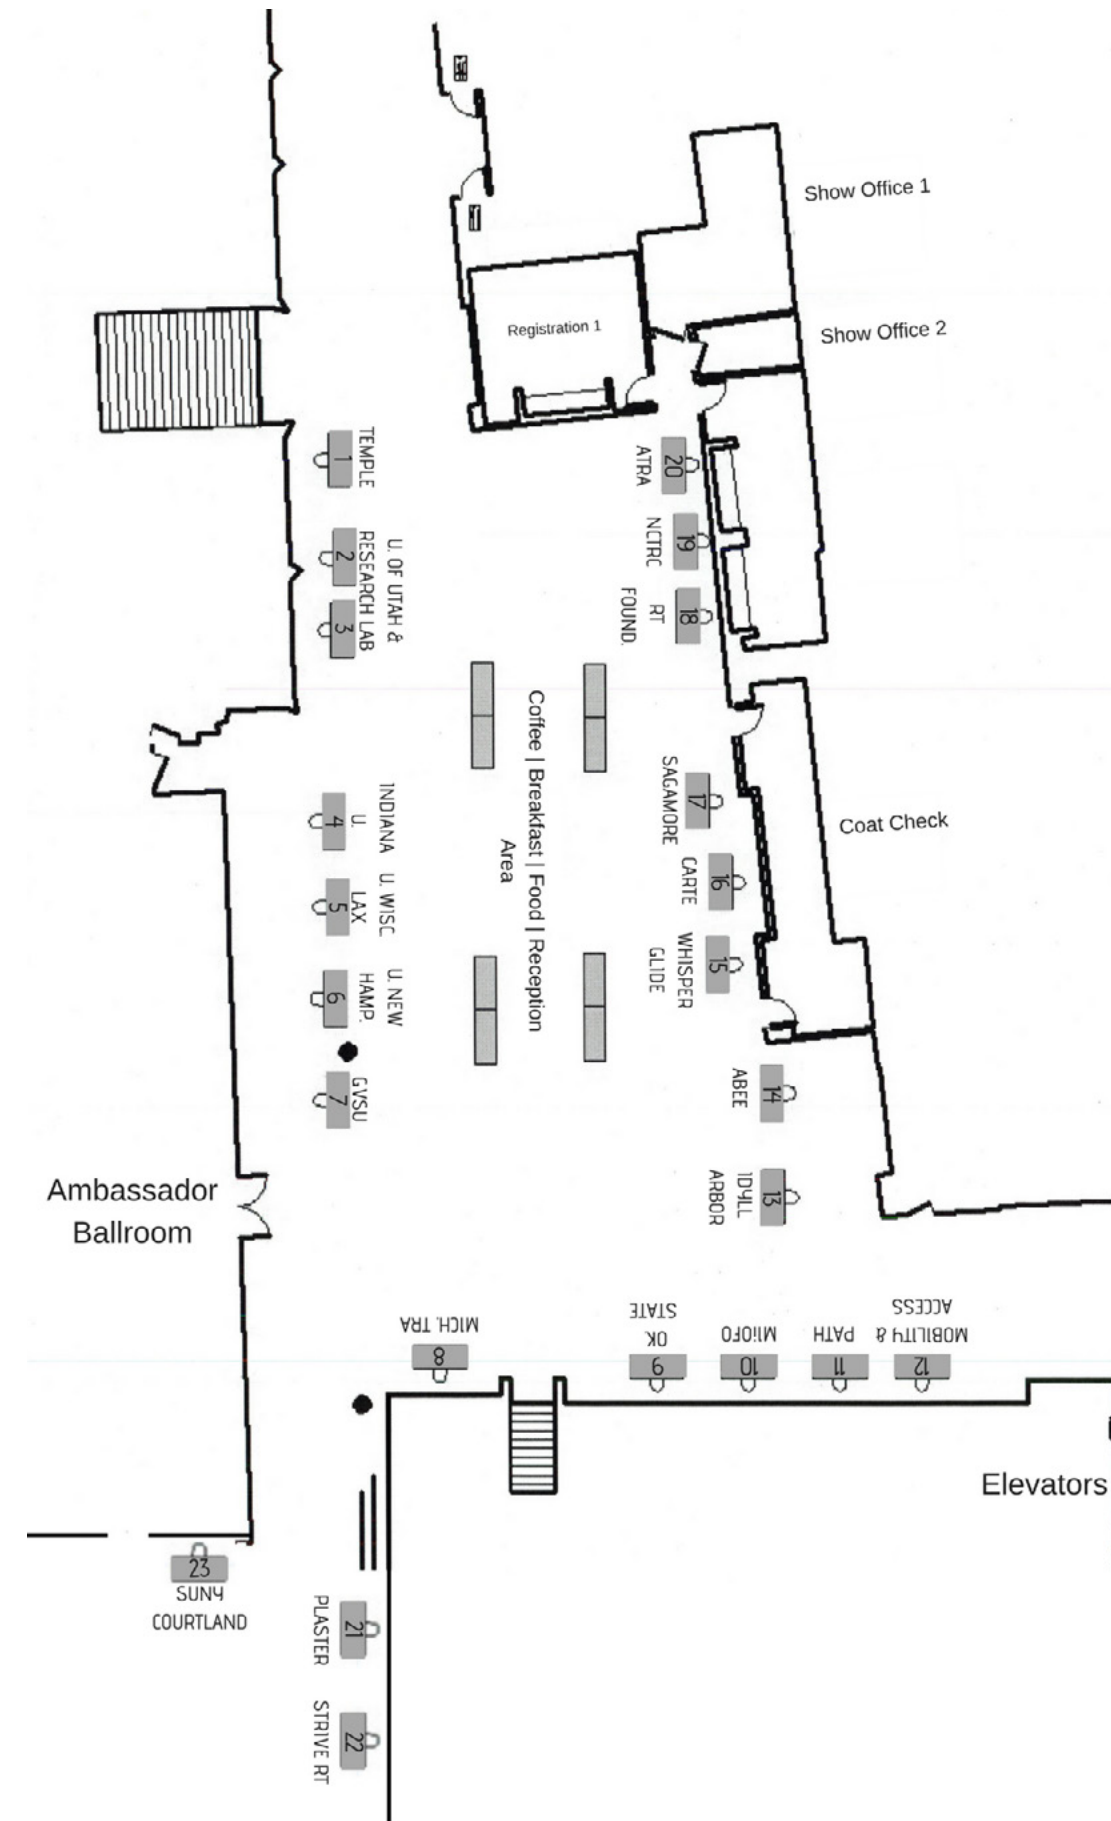 Show Office 1
Registration 1
Show Office 2
1
TEMPLE
20
ATRA
2
3
U. OF UTAH &
RESEARCH LAB
19
NCTRC
18
RT
FOUND.
Coffee | Breakfast | Food | Reception
Area
4
INDIANA
U.
17
SAGAMORE
Coat Check
5
U. WISC
LAX
16
CARTE
6
U. NEW
HAMP.
15
WHISPER
GLIDE
7
GVSU
14
ABEE
Ambassador
Ballroom
13
IDYLL
ARBOR
MICH. TRA
8
OK
STATE
9
MIiOFO
10
PATH
11
MOBILITY &
ACCESS
12
Elevators
23
SUNY
COURTLAND
21
PLASTER
22
STRIVE RT